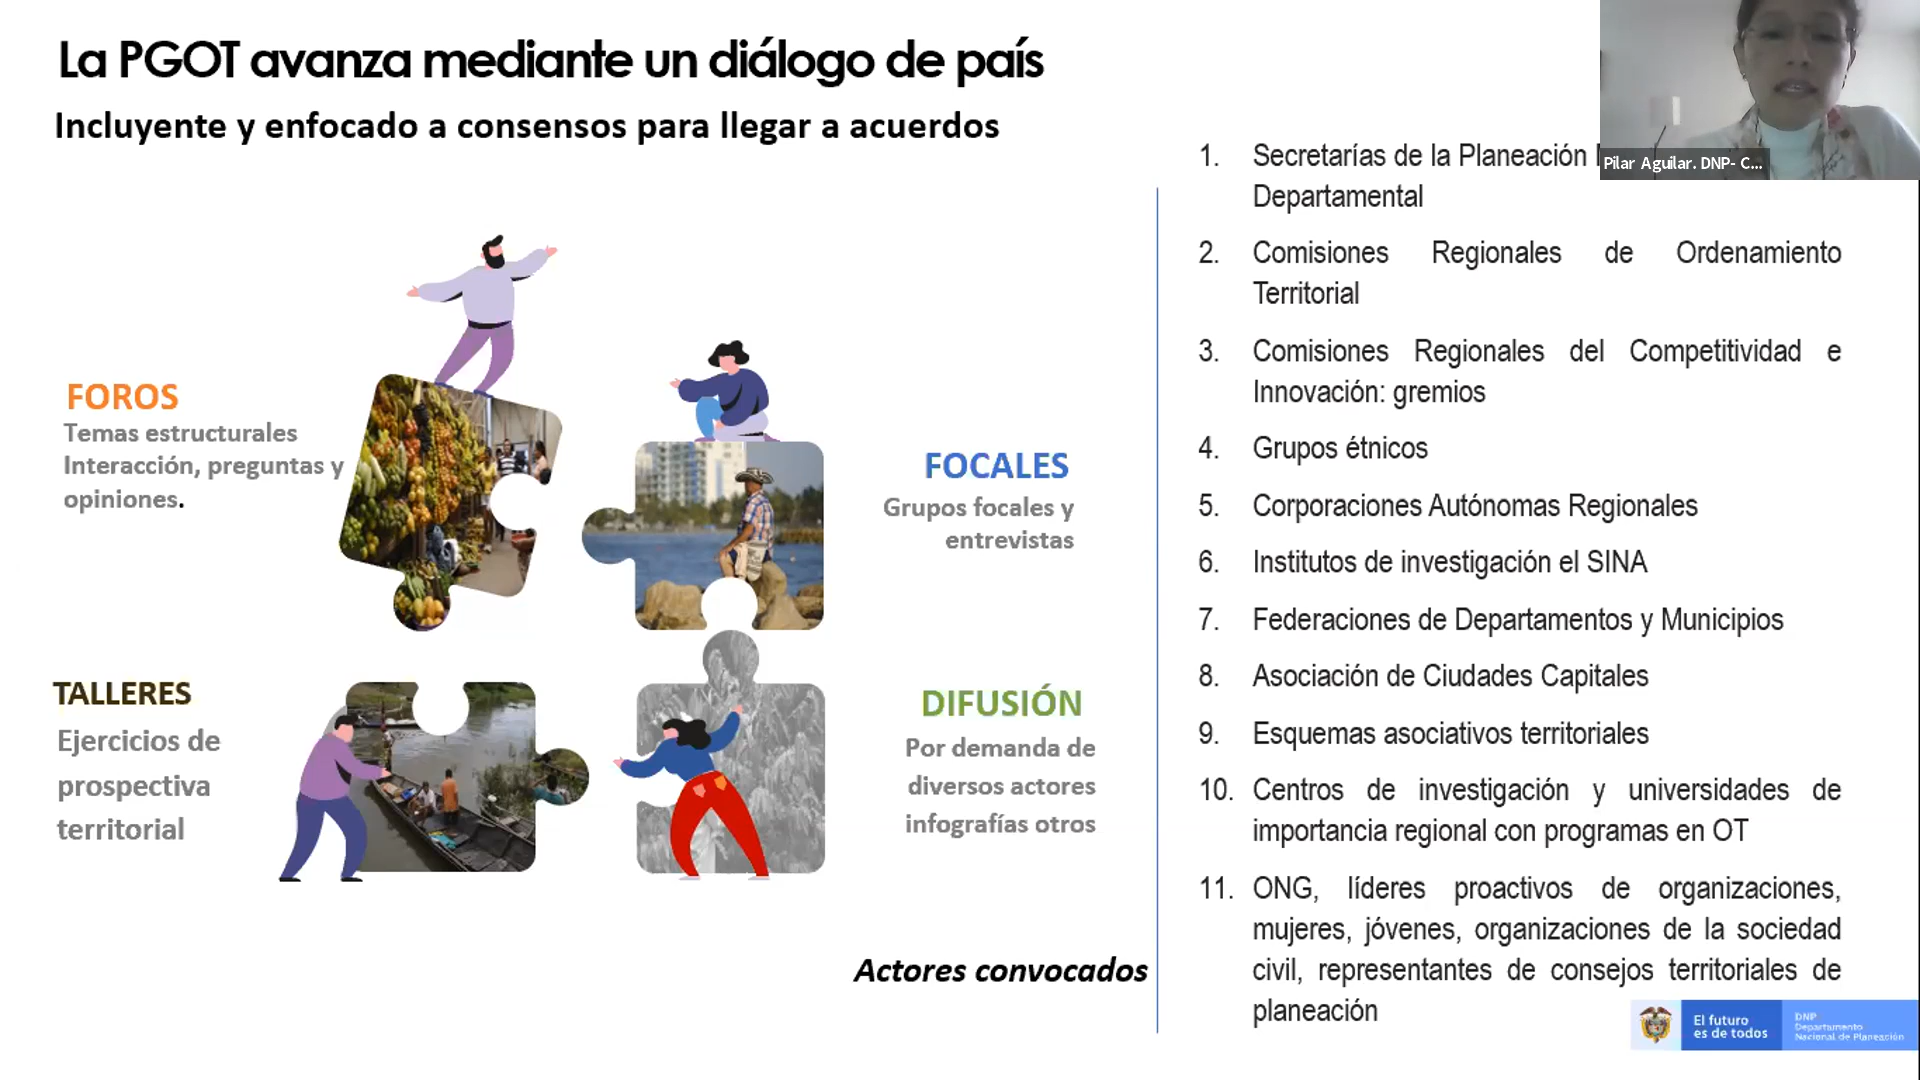 La PGOT avanza mediante un diálogo de país
Incluyente y enfocado a consensos para llegar a acuerdos
FOROS
Temas estructurales
Interacción, preguntas y
opiniones.
FOCALES
Grupos focales y
entrevistas
TALLERES
Ejercicios de
prospectiva
territorial
DIFUSIÓN
Por demanda de
diversos actores
infografías otros
Actores convocados
1. Secretarías de la Planeación
Departamental
2. Comisiones Regionales de Ordenamiento
Territorial
3. Comisiones Regionales del Competitividad e
Innovación: gremios
4. Grupos étnicos
5. Corporaciones Autónomas Regionales
6. Institutos de investigación el SINA
7. Federaciones de Departamentos y Municipios
8. Asociación de Ciudades Capitales
9. Esquemas asociativos territoriales
10. Centros de investigación y universidades de
importancia regional con programas en OT
11. ONG, líderes proactivos de organizaciones,
mujeres, jóvenes, organizaciones de la sociedad
civil, representantes de consejos territoriales de
planeación
Pilar Aguilar. DNP- C...
El futuro
es de todos
DNP
Departamento
Nacional de Planeación